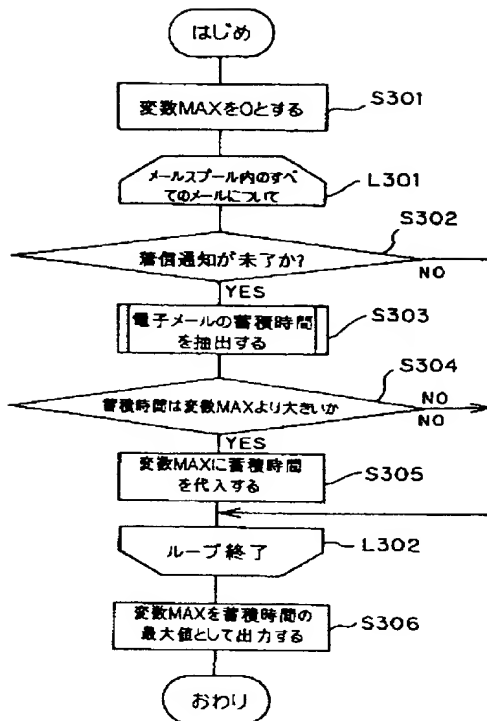 はじめ
変数MAXを0とする
S301
メールスプール内のすべ
てのメールについて
L301
S302
着信通知が未了か?
NO
YES
電子メールの蓄積時間
を抽出する
S303
S304
蓄積時間は変数MAXより大きいか
NO
NO
YES
変数MAXに蓄積時間
を代入する
S305
ループ終了
L302
変数MAXを蓄積時間の
最大値として出力する
S306
おわり